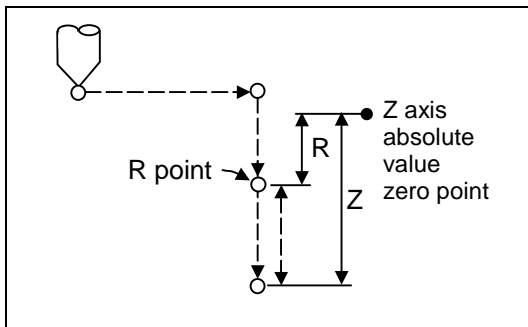 Z axis
absolute
value
zero point
R
R point
Z